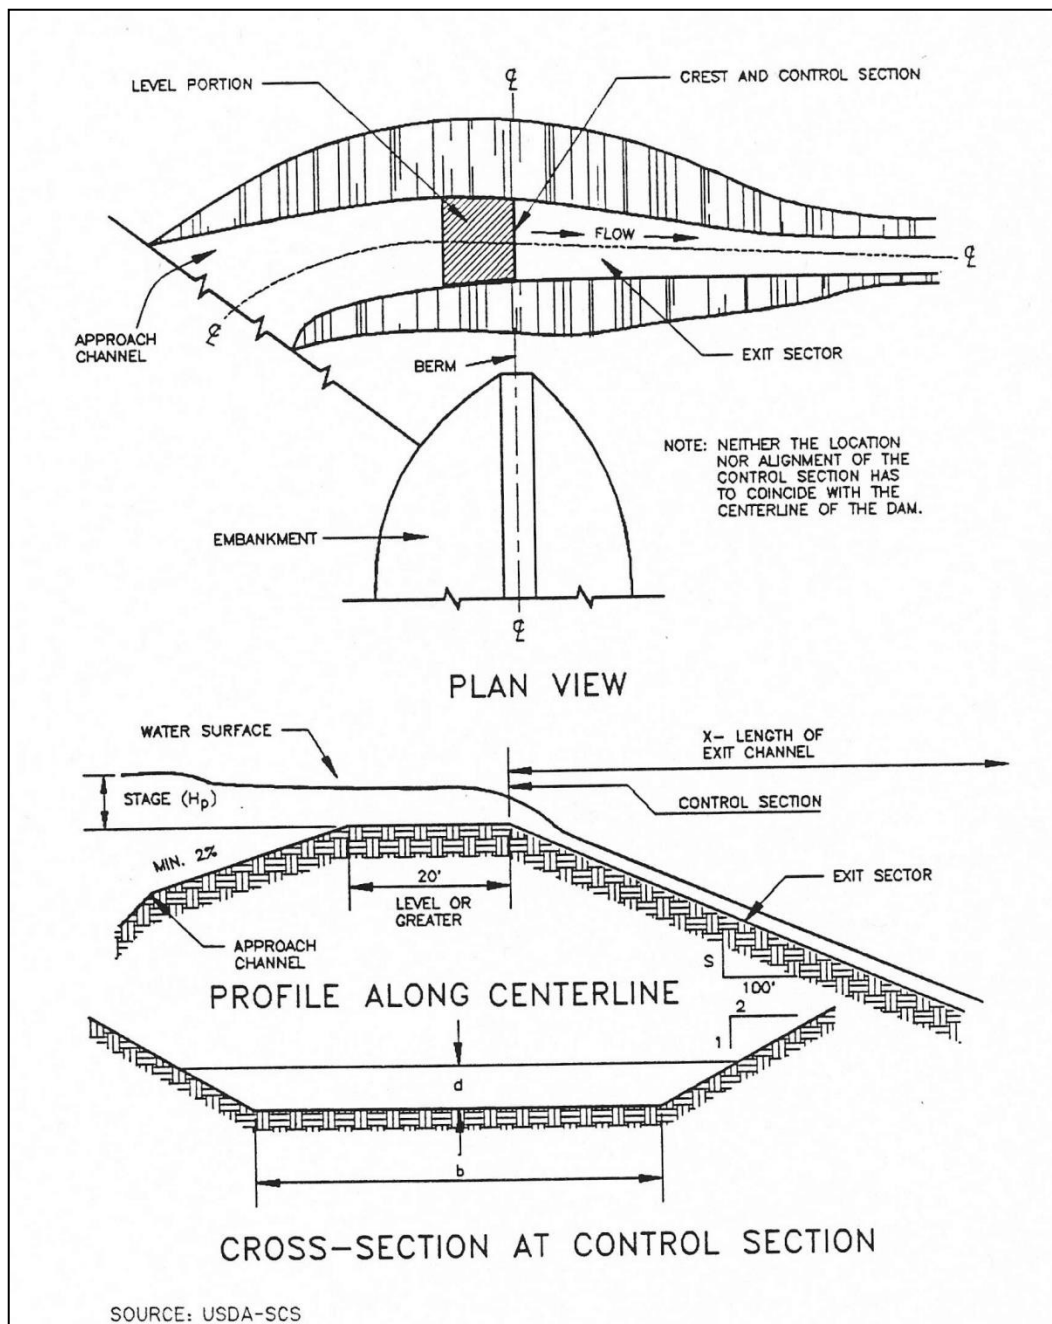 LEVEL PORTION
℄
CREST AND CONTROL SECTION
FLOW
℄
APPROACH
CHANNEL
℄
EXIT SECTOR
BERM
NOTE: NEITHER THE LOCATION
NOR ALIGNMENT OF THE
CONTROL SECTION HAS
TO COINCIDE WITH THE
CENTERLINE OF THE DAM.
EMBANKMENT
℄
PLAN VIEW
WATER SURFACE
X- LENGTH OF
EXIT CHANNEL
STAGE (Hp)
CONTROL SECTION
MIN. 2%
20'
LEVEL OR
GREATER
EXIT SECTOR
APPROACH
CHANNEL
S
100'
PROFILE ALONG CENTERLINE
2
1
d
b
CROSS-SECTION AT CONTROL SECTION
SOURCE: USDA-SCS